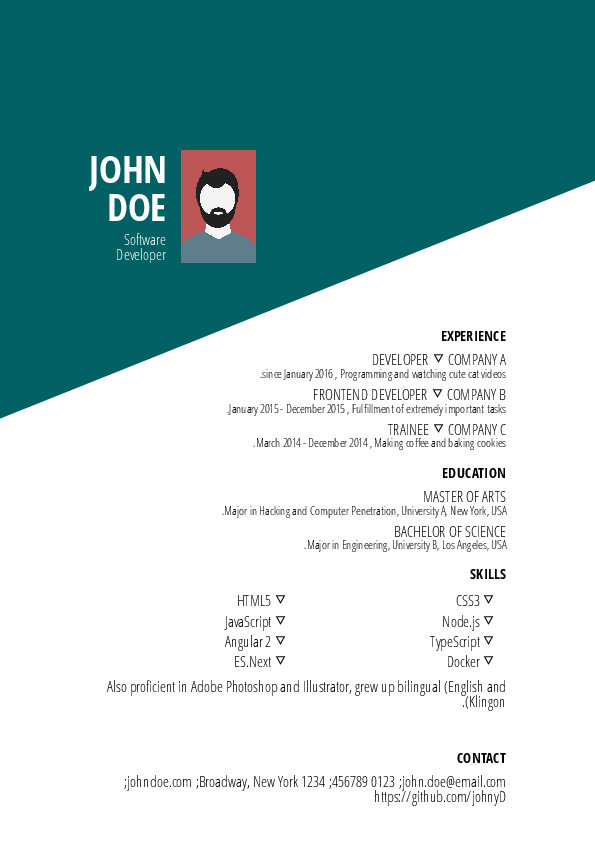 JOHN
DOE
Software
Developer
EXPERIENCE
DEVELOPER ▽ COMPANY A
.since January 2016 , Programming and watching cute cat videos
FRONTEND DEVELOPER ▽ COMPANY B
.January 2015 - December 2015 , Fulfillment of extremely important tasks
TRAINEE ▽ COMPANY C
.March 2014 - December 2014 , Making coffee and baking cookies
EDUCATION
MASTER OF ARTS
.Major in Hacking and Computer Penetration, University A, New York, USA
BACHELOR OF SCIENCE
.Major in Engineering, University B, Los Angeles, USA
SKILLS
HTML5 ▽ CSS3 ▽
JavaScript ▽ Node.js ▽
Angular 2 ▽ TypeScript ▽
ES.Next ▽ Docker ▽
Also proficient in Adobe Photoshop and Illustrator, grew up bilingual (English and
.(Klingon
CONTACT
;johndoe.com ;Broadway, New York 1234 ;456789 0123 ;john.doe@email.com
https://github.com/johnyD